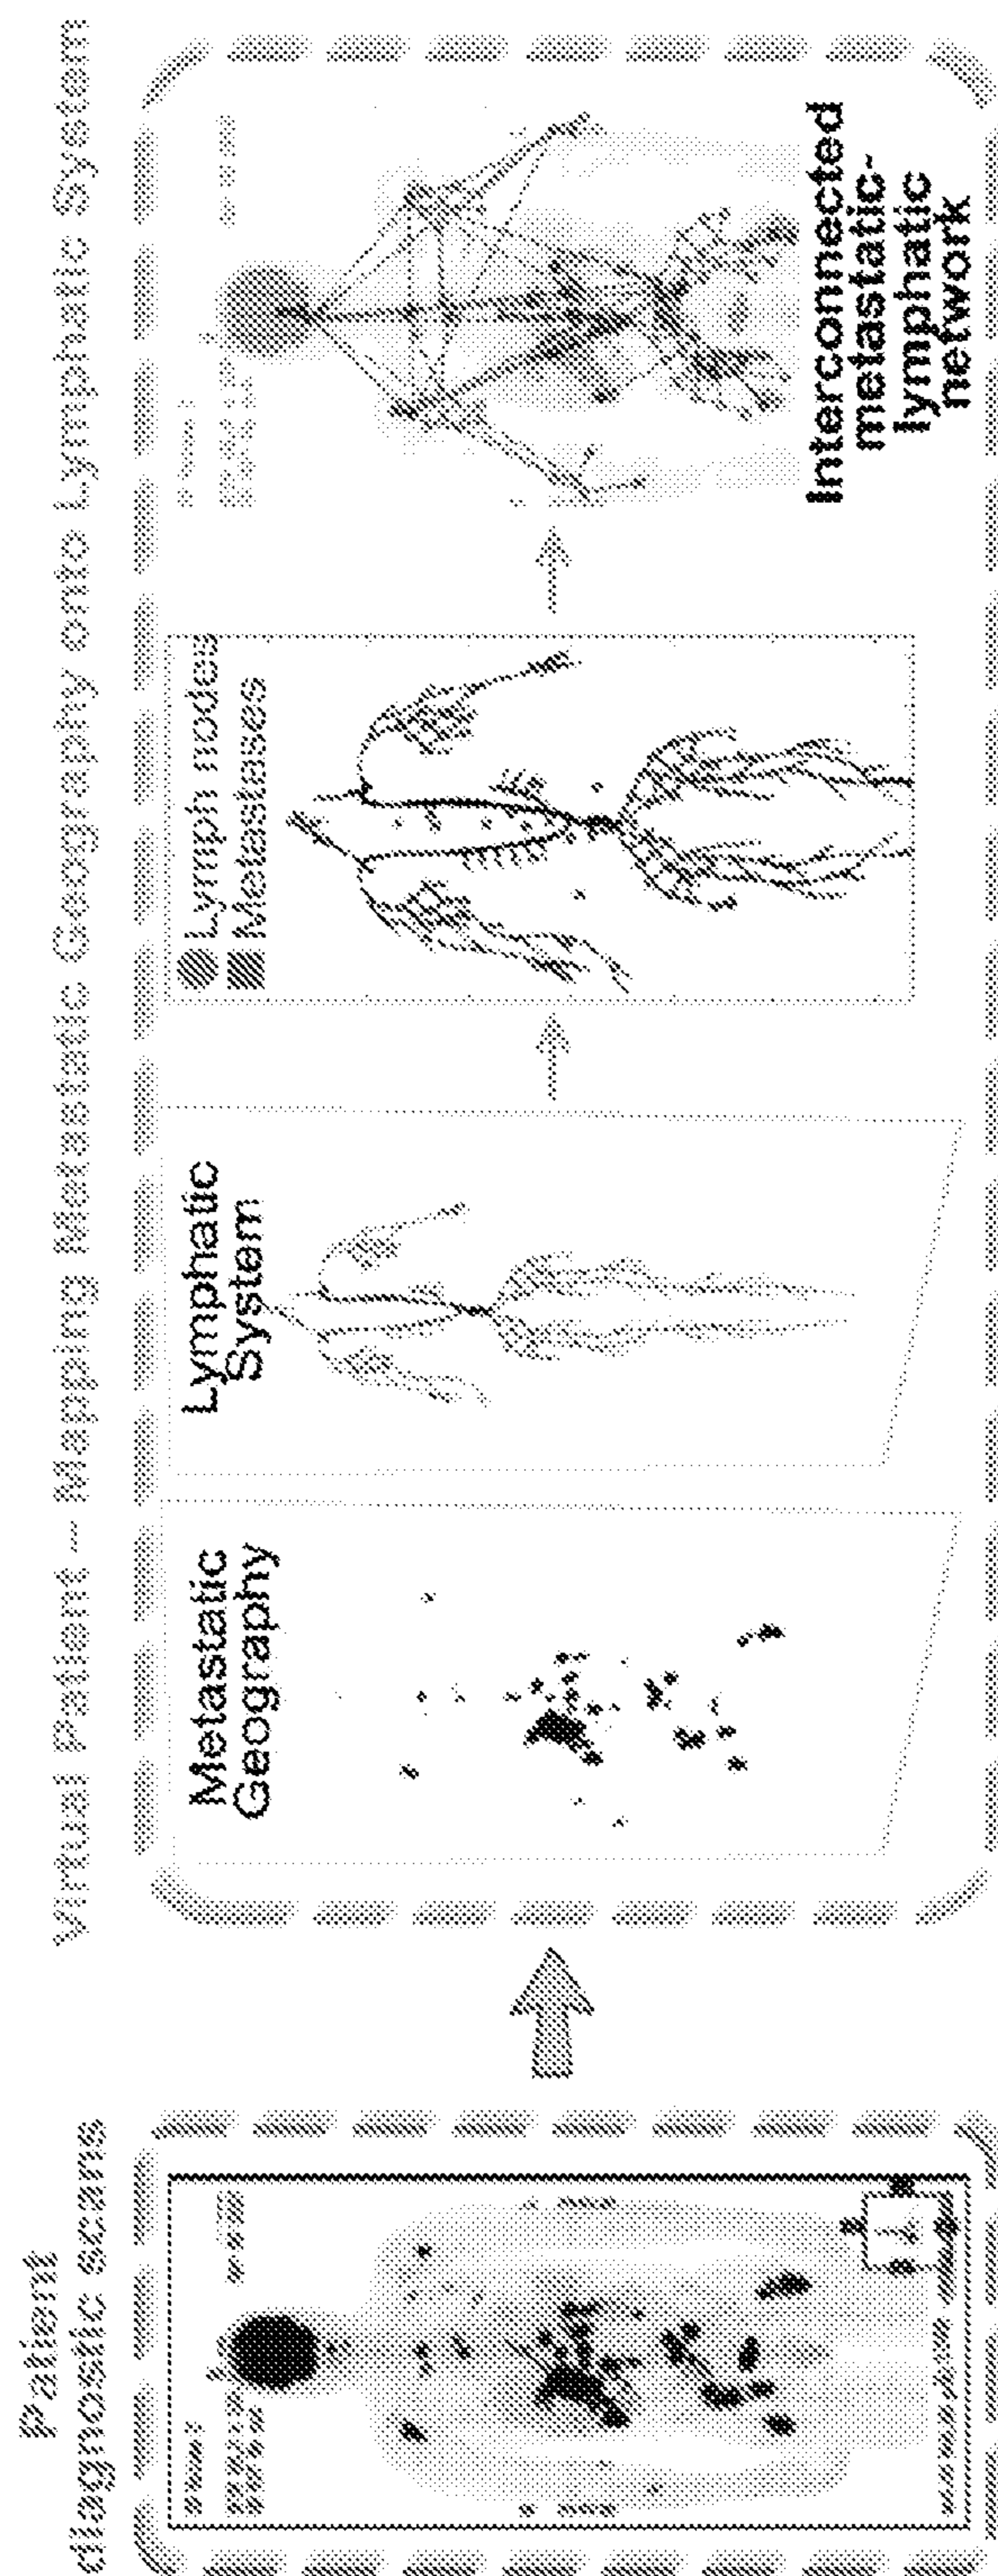 Patient
diagnostic scans
Virtual Patient – Mapping Metastatic Geography onto Lymphatic System
Metastatic
Geography
Lymphatic
System
Lymph nodes
Metastases
Interconnected
metastatic-
lymphatic
network